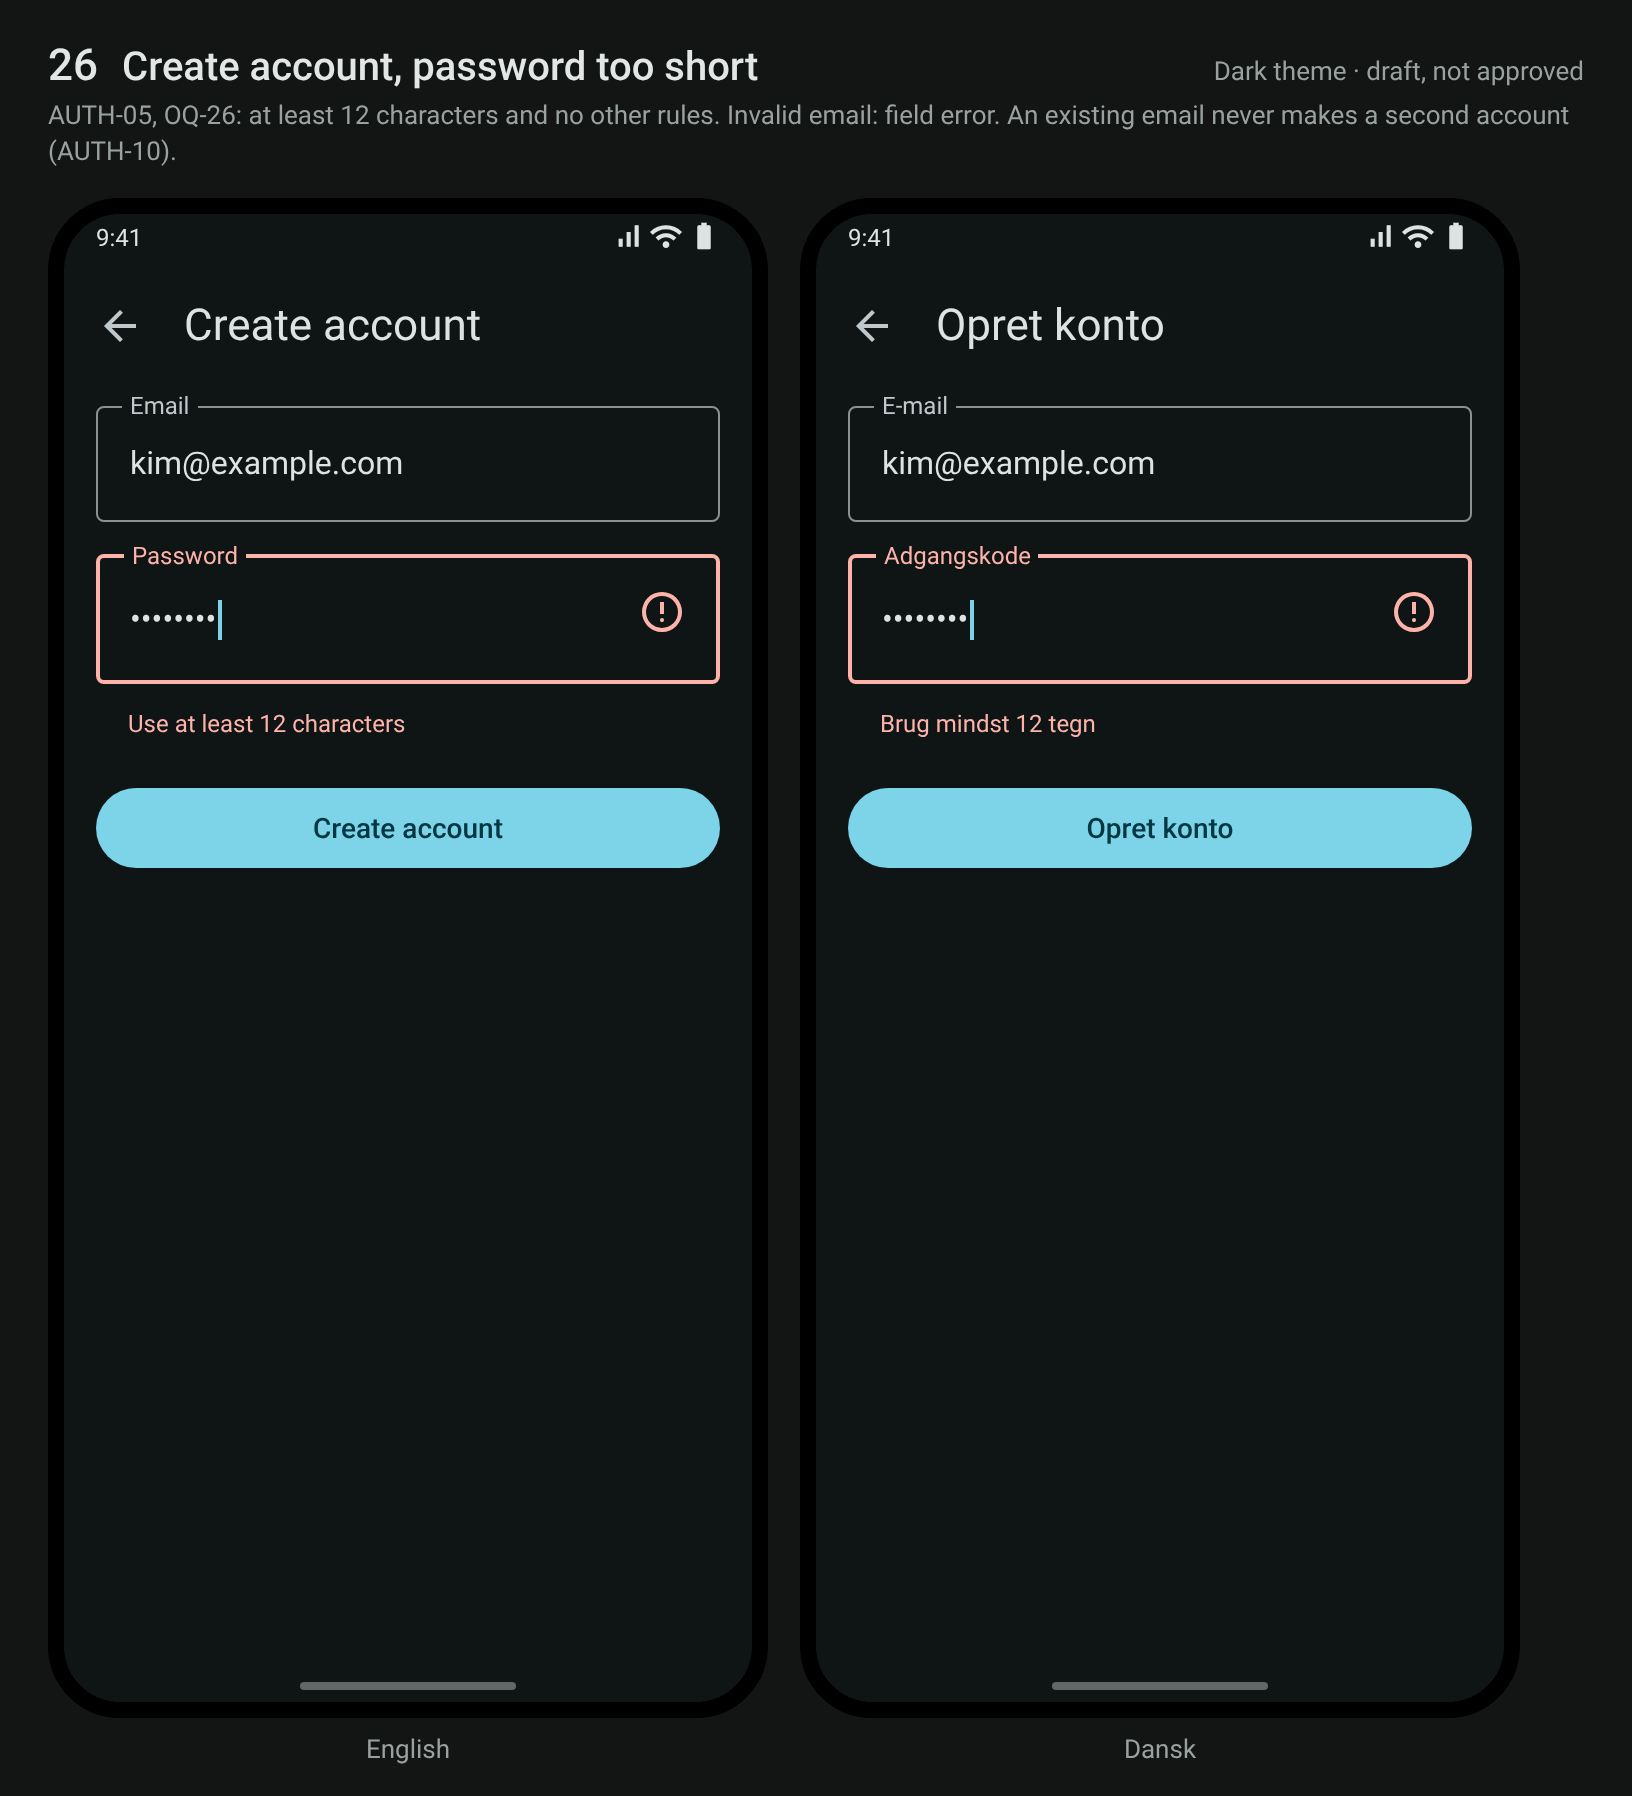 26 Create account, password too short
Dark theme · draft, not approved
AUTH-05, OQ-26: at least 12 characters and no other rules. Invalid email: field error. An existing email never makes a second account
(AUTH-10).
9:41
Create account
Email
kim@example.com
Password
••••••••
Use at least 12 characters
Create account
English
9:41
Opret konto
E-mail
kim@example.com
Adgangskode
••••••••
Brug mindst 12 tegn
Opret konto
Dansk